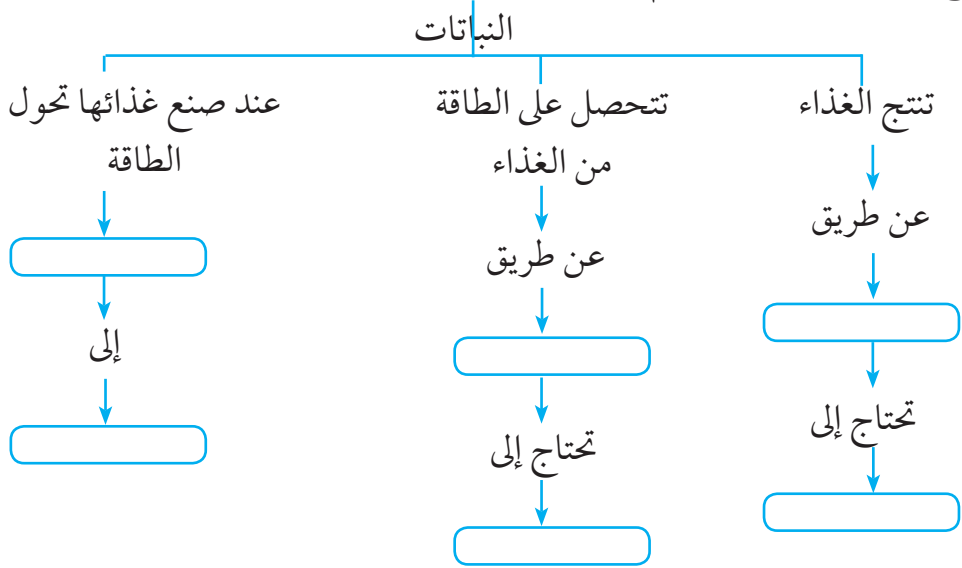 النباتات
تنتج الغذاء
عن طريق
تحتاج إلى
تتحصل على الطاقة
من الغذاء
عن طريق
تحتاج إلى
عند صنع غذائها تحول
الطاقة
إلى